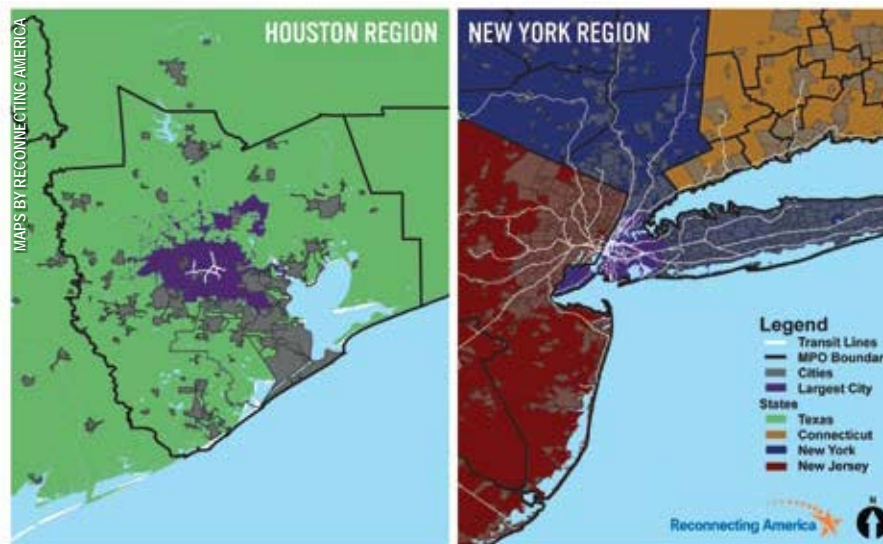 MAPS BY RECONNECTING AMERICA
HOUSTON REGION
NEW YORK REGION
Legend
Transit Lines
MPO Boundar
Cities
Largest City
States
Texas
Connecticut
New York
New Jersey
Reconnecting America
N